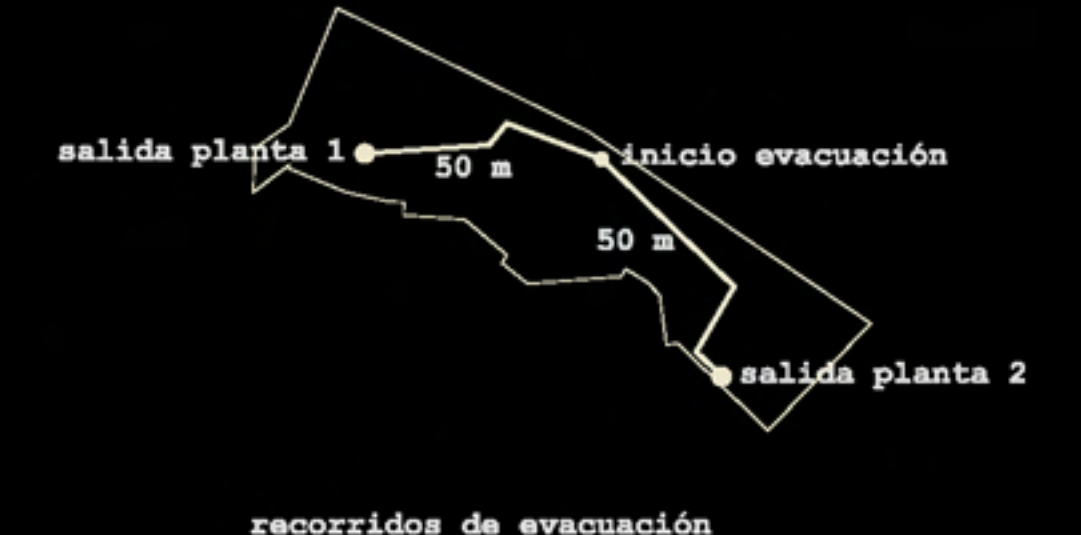 salida planta 1
50 m
inicio evacuación
50 m
salida planta 2
recorridos de evacuación